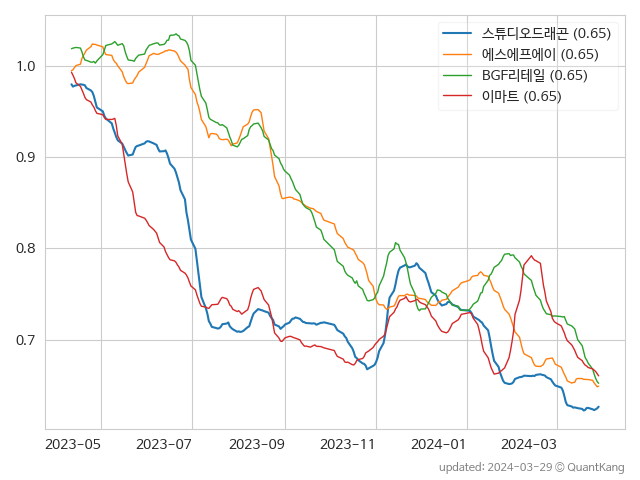 스튜디오드래곤 (0.65)
에스에프에이 (0.65)
BGF리테일 (0.65)
이마트 (0.65)
1.0
0.9
0.8
0.7
2023-05 2023-07 2023-09 2023-11 2024-01 2024-03
updated: 2024-03-29 © QuantKang